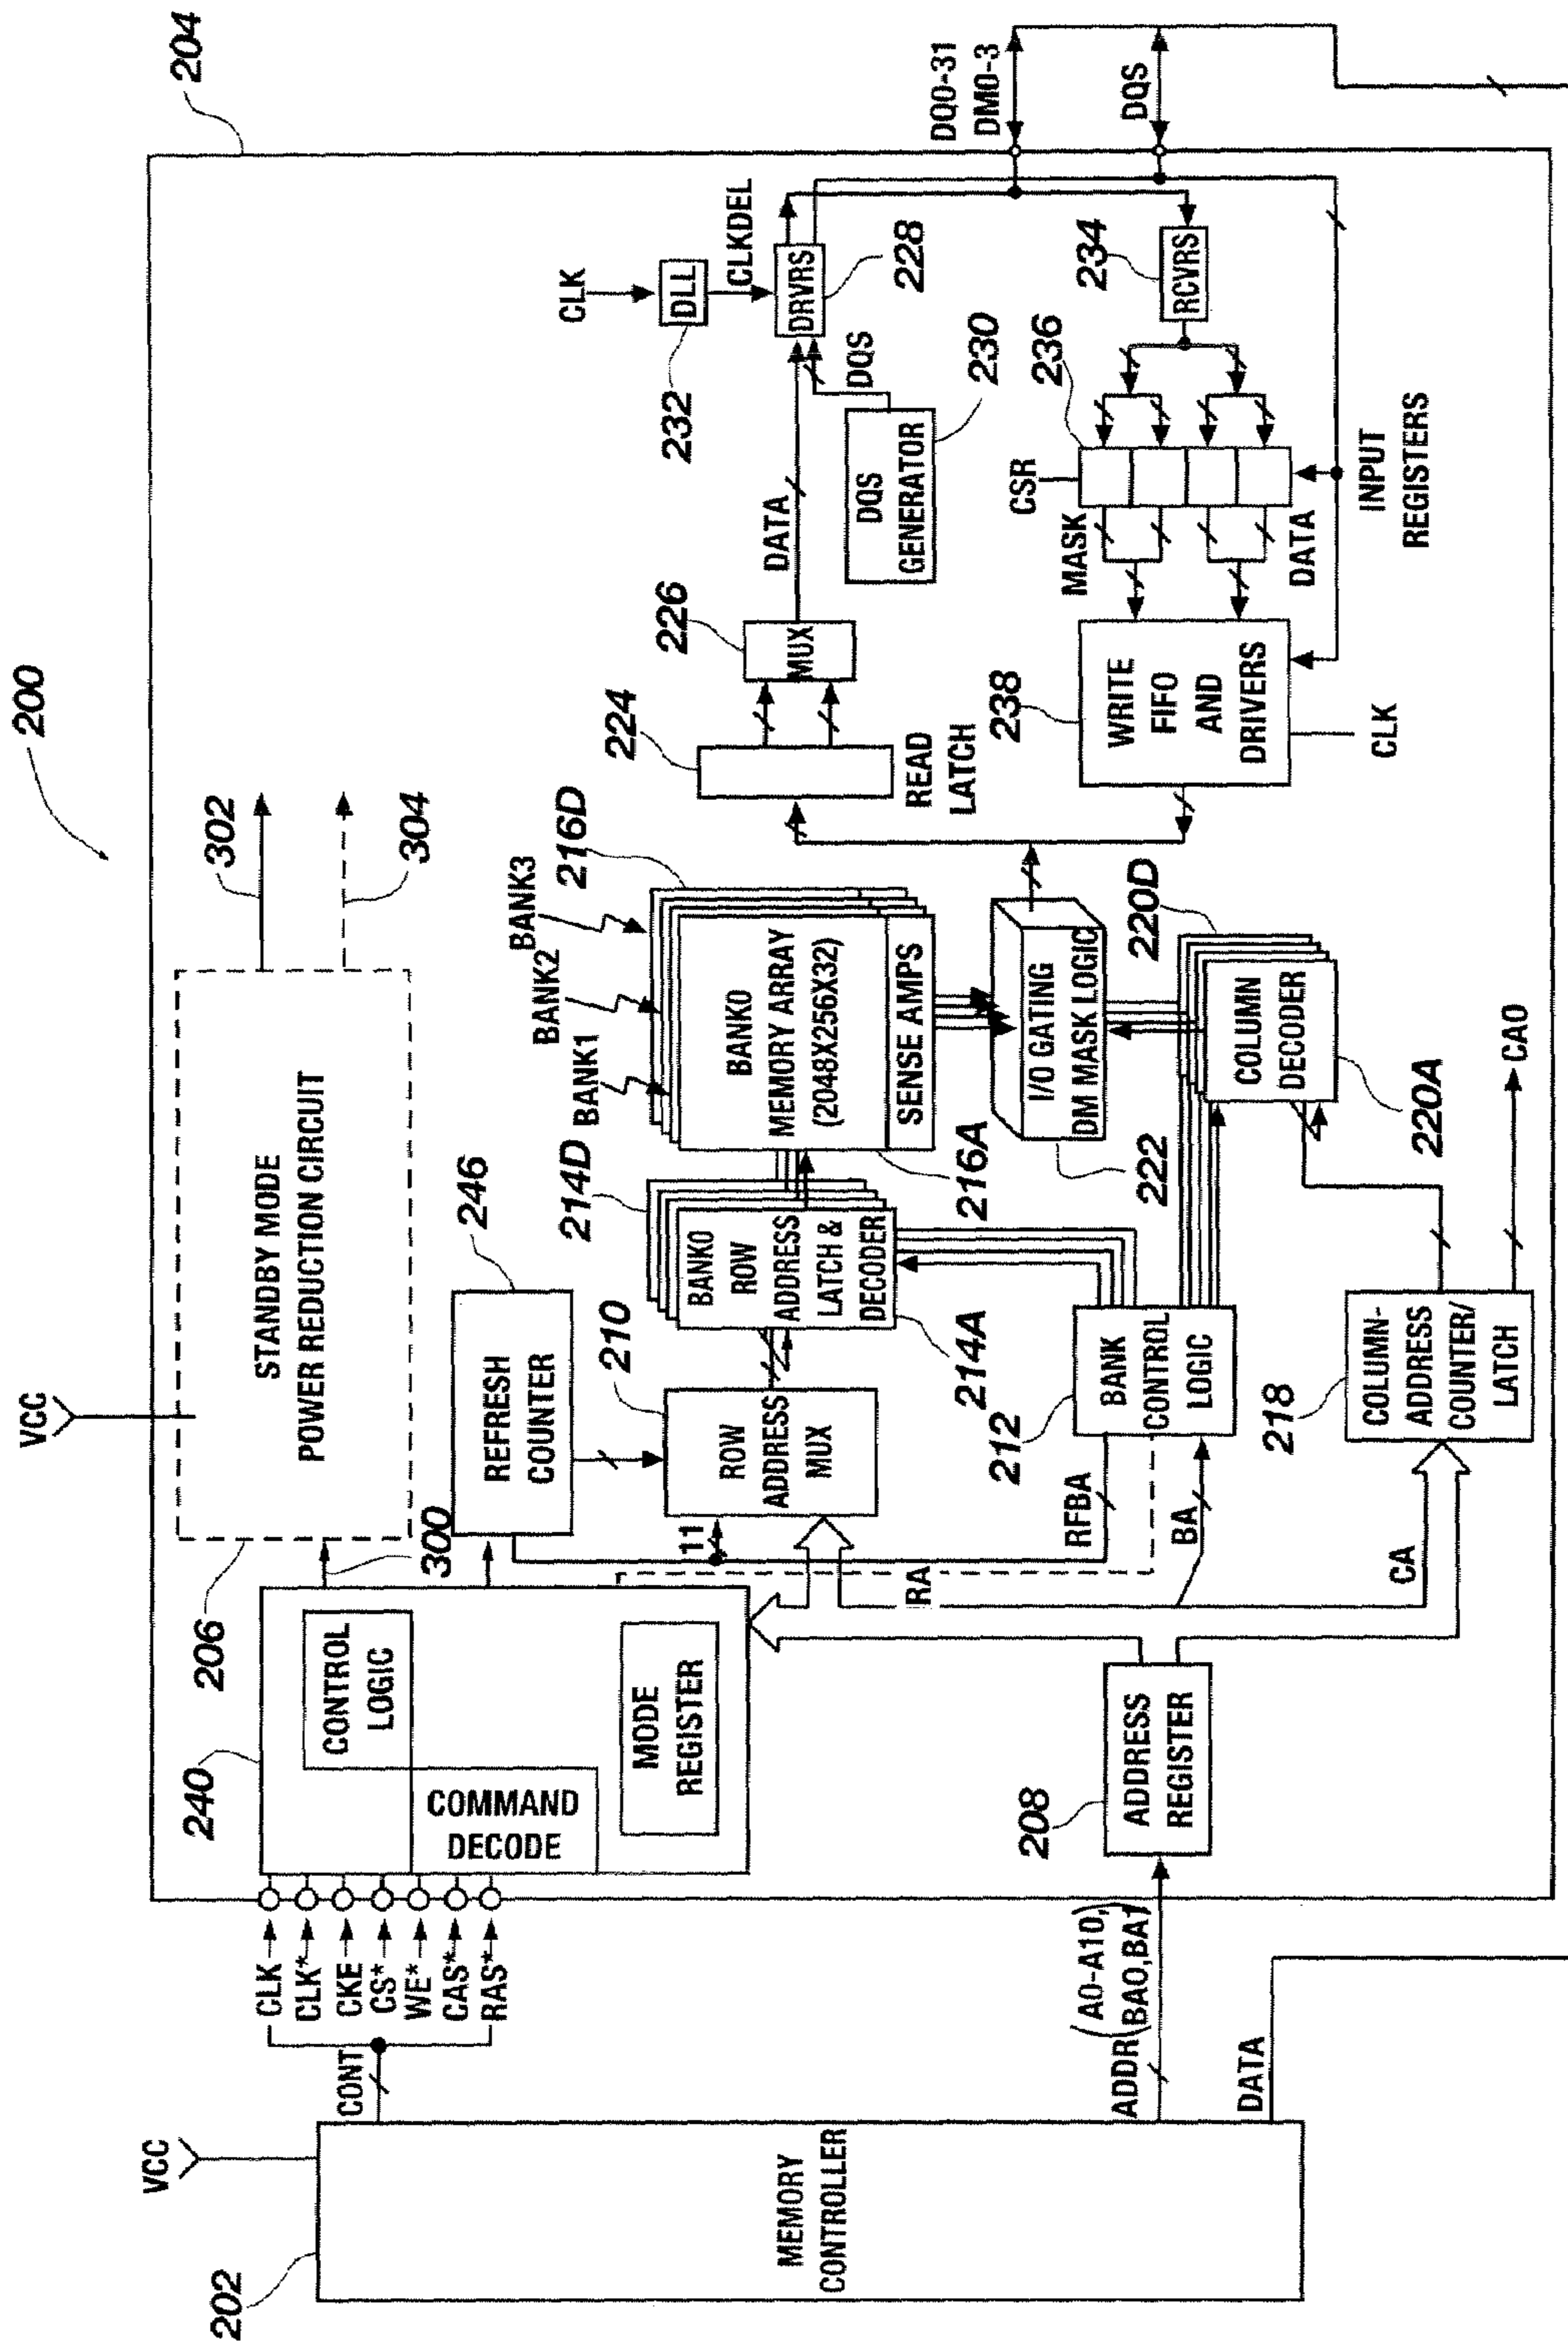 200
204
VCC
STANDBY MODE
POWER REDUCTION CIRCUIT
302
304
206
300
240
CONTROL
LOGIC
COMMAND
DECODE
MODE
REGISTER
CLK
CLK*
CKE
CS*
WE*
CAS*
RAS*
CONT
VCC
202
MEMORY
CONTROLLER
ADDR
(A0-A10,
BA0,BA1)
DATA
208
ADDRESS
REGISTER
246
REFRESH
COUNTER
210
ROW
ADDRESS
MUX
11
RA
RFBA
BA
CA
212
BANK
CONTROL
LOGIC
218
COLUMN-
ADDRESS
COUNTER/
LATCH
CAO
214D
BANK0
ROW
ADDRESS
LATCH &
DECODER
214A
BANK1
BANK2
BANK3
216D
BANK0
MEMORY ARRAY
(2048X256X32)
SENSE AMPS
216A
I/O GATING
DM MASK LOGIC
222
220D
COLUMN
DECODER
220A
224
READ
LATCH
226
MUX
DATA
CLK
DLL
232
CLKDEL
DRVRS
228
DQS
DQS
GENERATOR
230
DQ0-31
DM0-3
DQS
234
RCVRS
236
CSR
MASK
DATA
INPUT
REGISTERS
238
WRITE
FIFO
AND
DRIVERS
CLK